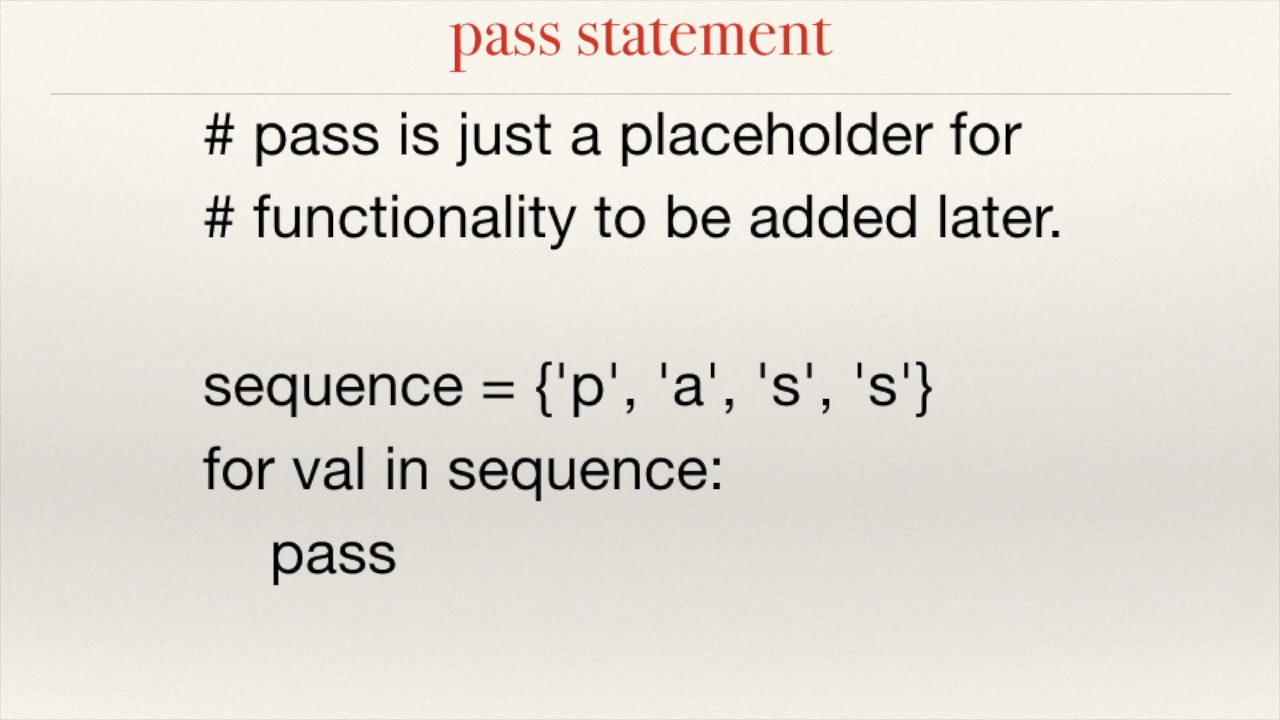 pass statement
# pass is just a placeholder for
# functionality to be added later.
sequence = {'p', 'a', 's', 's'}
for val in sequence:
pass